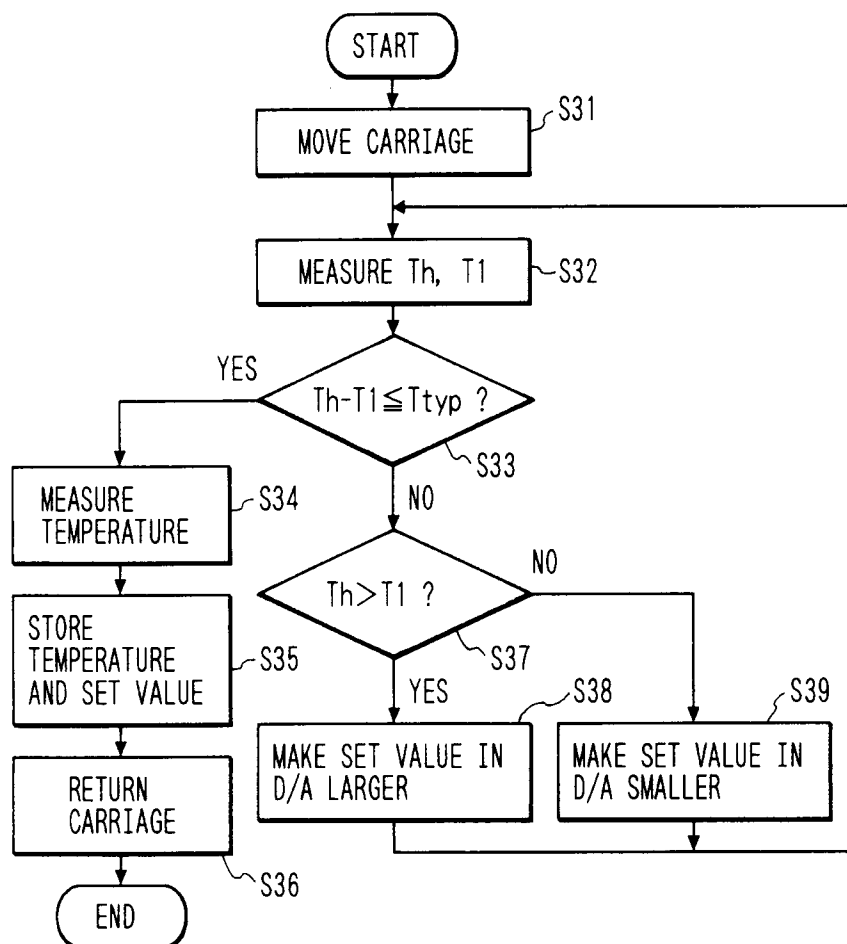 START
MOVE CARRIAGE
S31
MEASURE Th, T1
S32
Th-T1≦Ttyp ?
YES
S33
NO
MEASURE
TEMPERATURE
S34
Th>T1 ?
NO
S37
YES
STORE
TEMPERATURE
AND SET VALUE
S35
MAKE SET VALUE IN
D/A LARGER
S38
MAKE SET VALUE IN
D/A SMALLER
S39
RETURN
CARRIAGE
S36
END